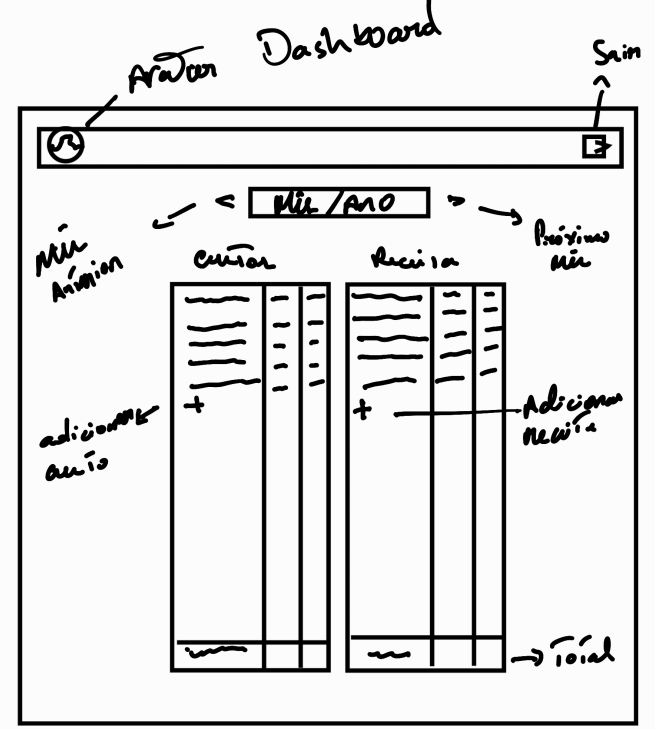 Dashboard
Avatar
Sair
< Mês/ANO >
Mês
Anterior
Próximo
Mês
Custos
Receita
+
+
adicionar
custo
Adicionar
receita
Total